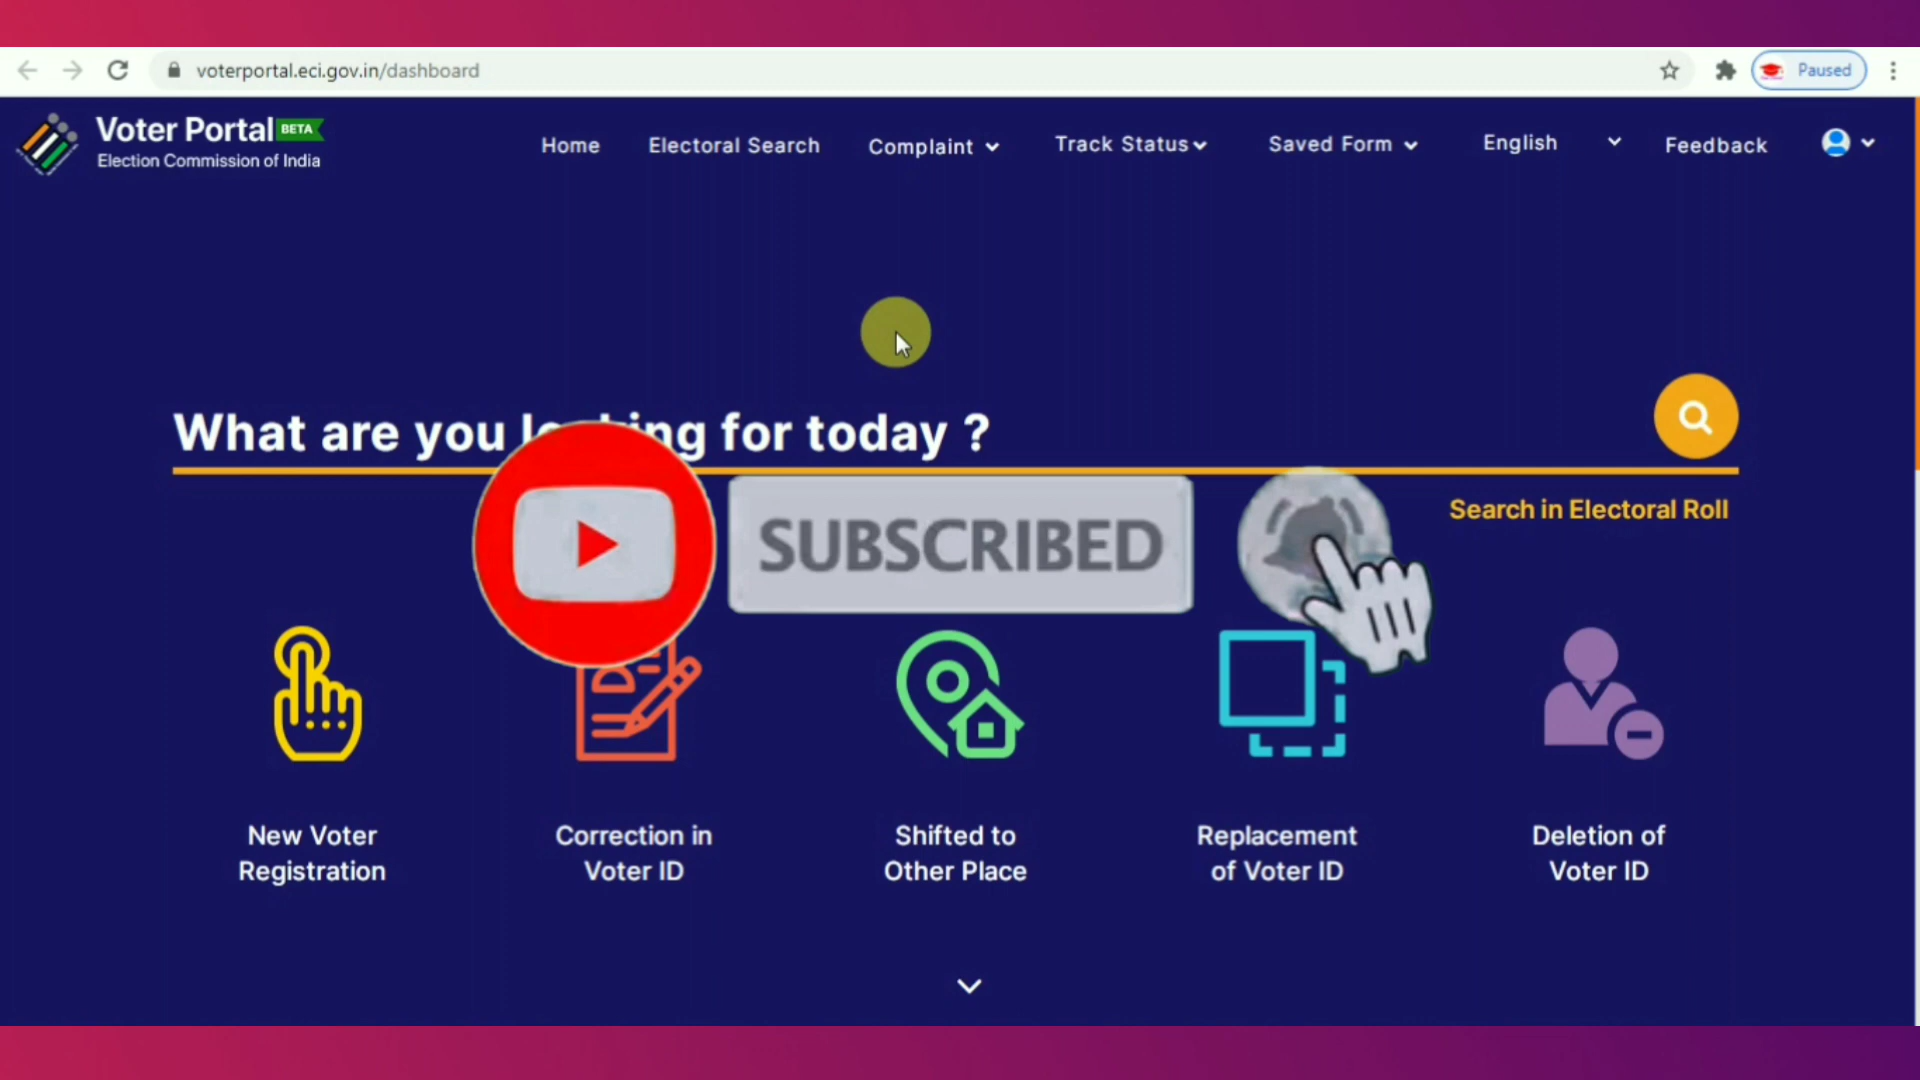 voterportal.eci.gov.in/dashboard
Paused
Voter Portal BETA
Election Commission of India
Home
Electoral Search
Complaint
Track Status
Saved Form
English
Feedback
What are you looking for today ?
Search in Electoral Roll
SUBSCRIBED
New Voter
Registration
Correction in
Voter ID
Shifted to
Other Place
Replacement
of Voter ID
Deletion of
Voter ID